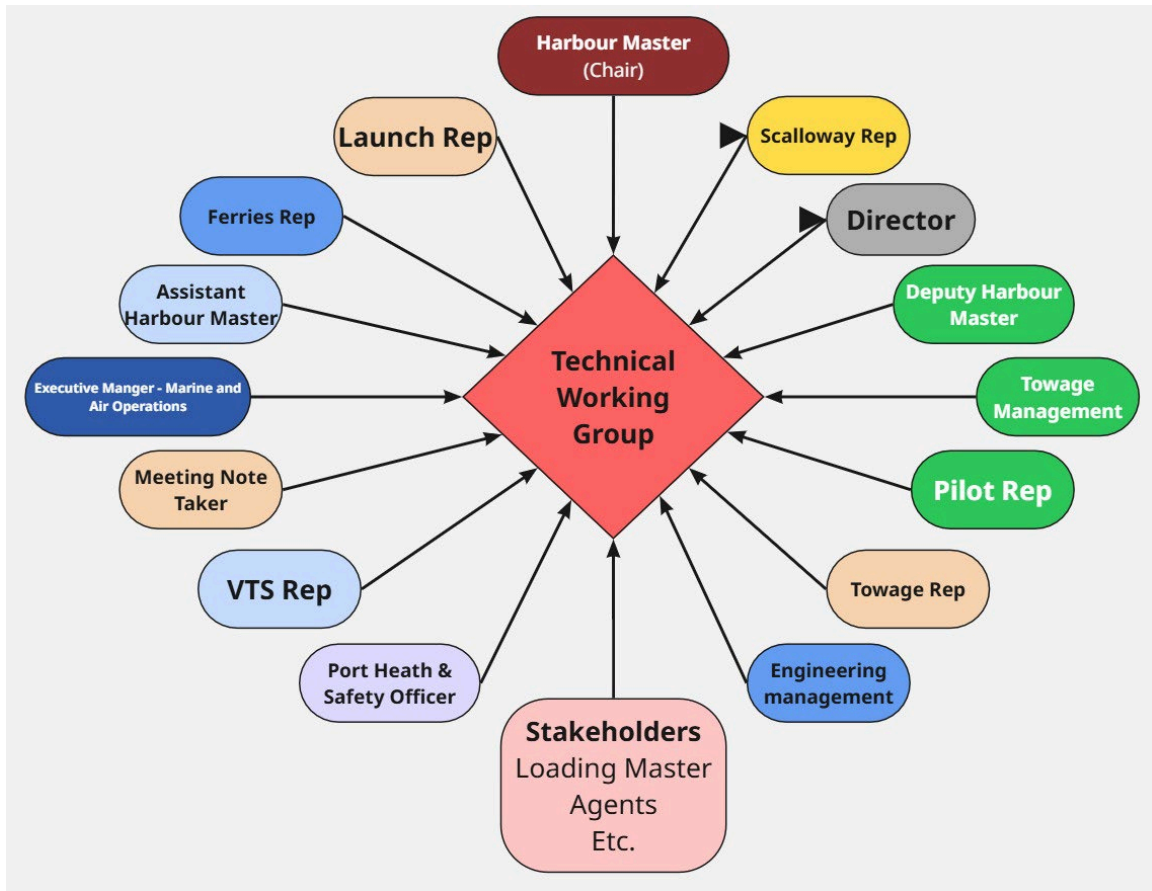 Harbour Master
(Chair)
Launch Rep
Scalloway Rep
Ferries Rep
Director
Assistant
Harbour Master
Deputy Harbour
Master
Technical
Working
Group
Executive Manger - Marine and
Air Operations
Towage
Management
Meeting Note
Taker
Pilot Rep
VTS Rep
Towage Rep
Port Heath &
Safety Officer
Engineering
management
Stakeholders
Loading Master
Agents
Etc.